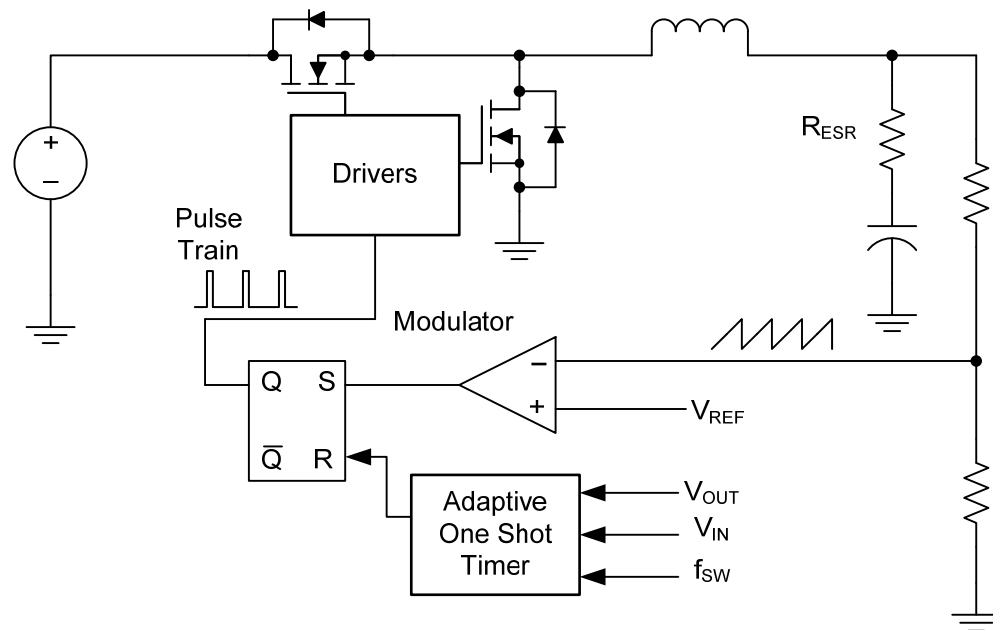 R_ESR
Drivers
Pulse
Train
Modulator
+
–
–
+
Q S
Q̅ R
V_REF
Adaptive
One Shot
Timer
V_OUT
V_IN
f_SW